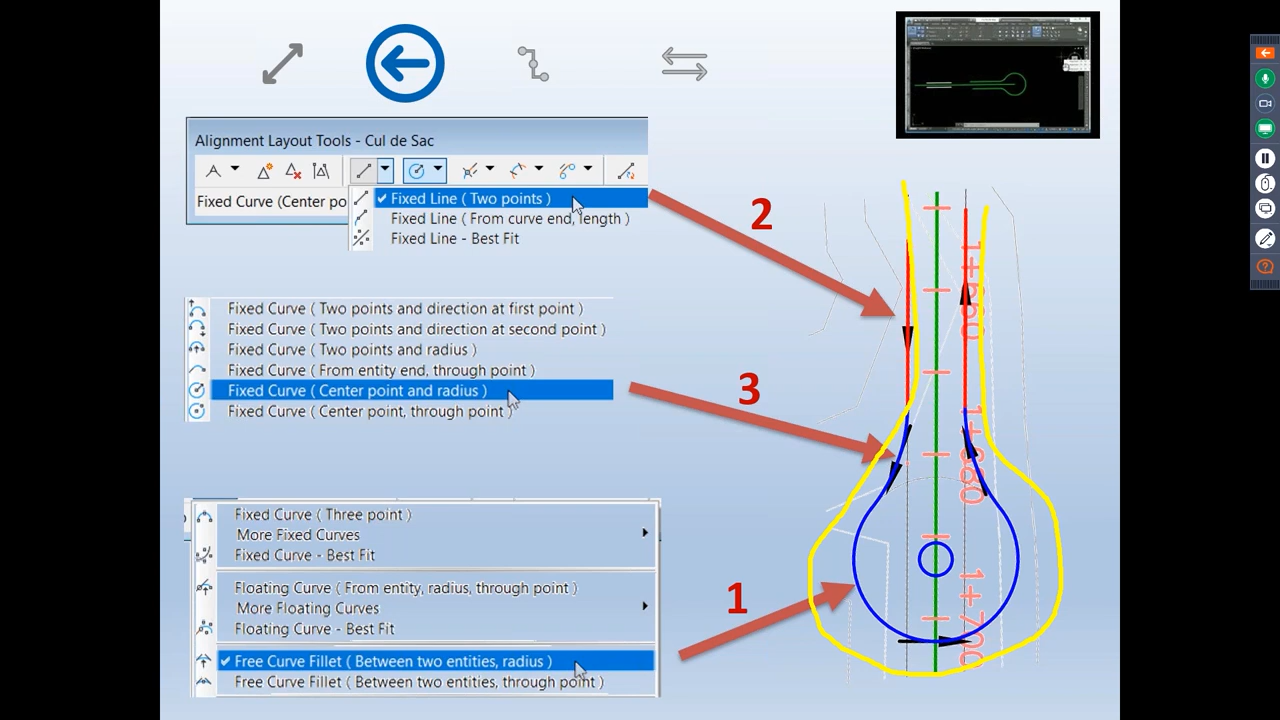 Alignment Layout Tools - Cul de Sac
Fixed Curve (Center po
Fixed Line ( Two points )
Fixed Line ( From curve end, length )
Fixed Line - Best Fit
2
Fixed Curve ( Two points and direction at first point )
Fixed Curve ( Two points and direction at second point )
Fixed Curve ( Two points and radius )
Fixed Curve ( From entity end, through point )
Fixed Curve ( Center point and radius )
Fixed Curve ( Center point, through point )
3
Fixed Curve ( Three point )
More Fixed Curves
Fixed Curve - Best Fit
Floating Curve ( From entity, radius, through point )
More Floating Curves
Floating Curve - Best Fit
Free Curve Fillet ( Between two entities, radius )
Free Curve Fillet ( Between two entities, through point )
1
1+660
1+680
1+700